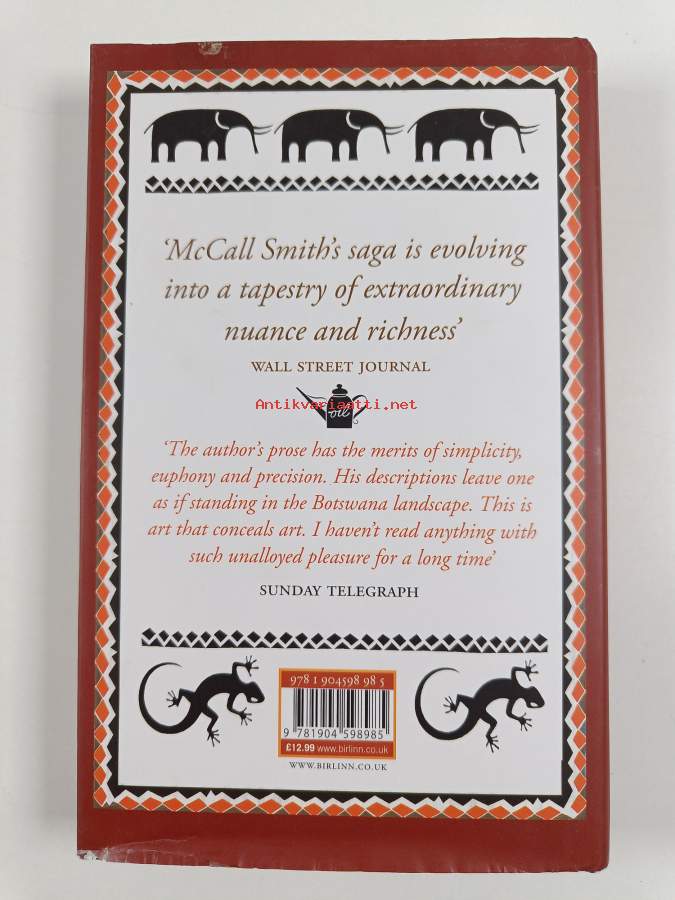 ‘McCall Smith’s saga is evolving
into a tapestry of extraordinary
nuance and richness’
WALL STREET JOURNAL
Antikvariaatti.net
oil
‘The author’s prose has the merits of simplicity,
euphony and precision. His descriptions leave one
as if standing in the Botswana landscape. This is
art that conceals art. I haven’t read anything with
such unalloyed pleasure for a long time’
SUNDAY TELEGRAPH
978 1 904598 98 5
9 781904 598985
£12.99 www.birlinn.co.uk
WWW.BIRLINN.CO.UK